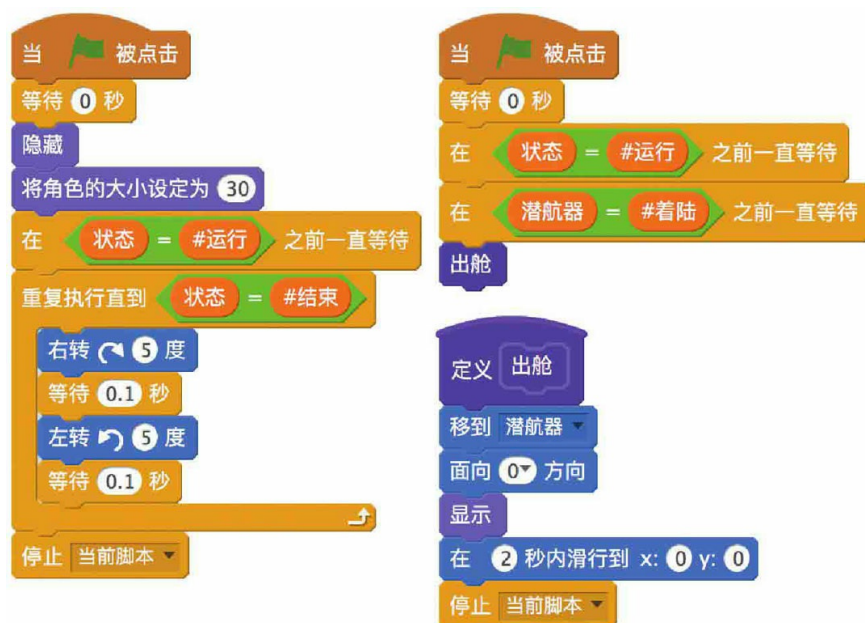 当 被点击
等待 0 秒
隐藏
将角色的大小设定为 30
在 状态 = #运行 之前一直等待
重复执行直到 状态 = #结束
右转 5 度
等待 0.1 秒
左转 5 度
等待 0.1 秒
停止 当前脚本
当 被点击
等待 0 秒
在 状态 = #运行 之前一直等待
在 潜航器 = #着陆 之前一直等待
出舱
定义 出舱
移到 潜航器
面向 0 方向
显示
在 2 秒内滑行到 x: 0 y: 0
停止 当前脚本